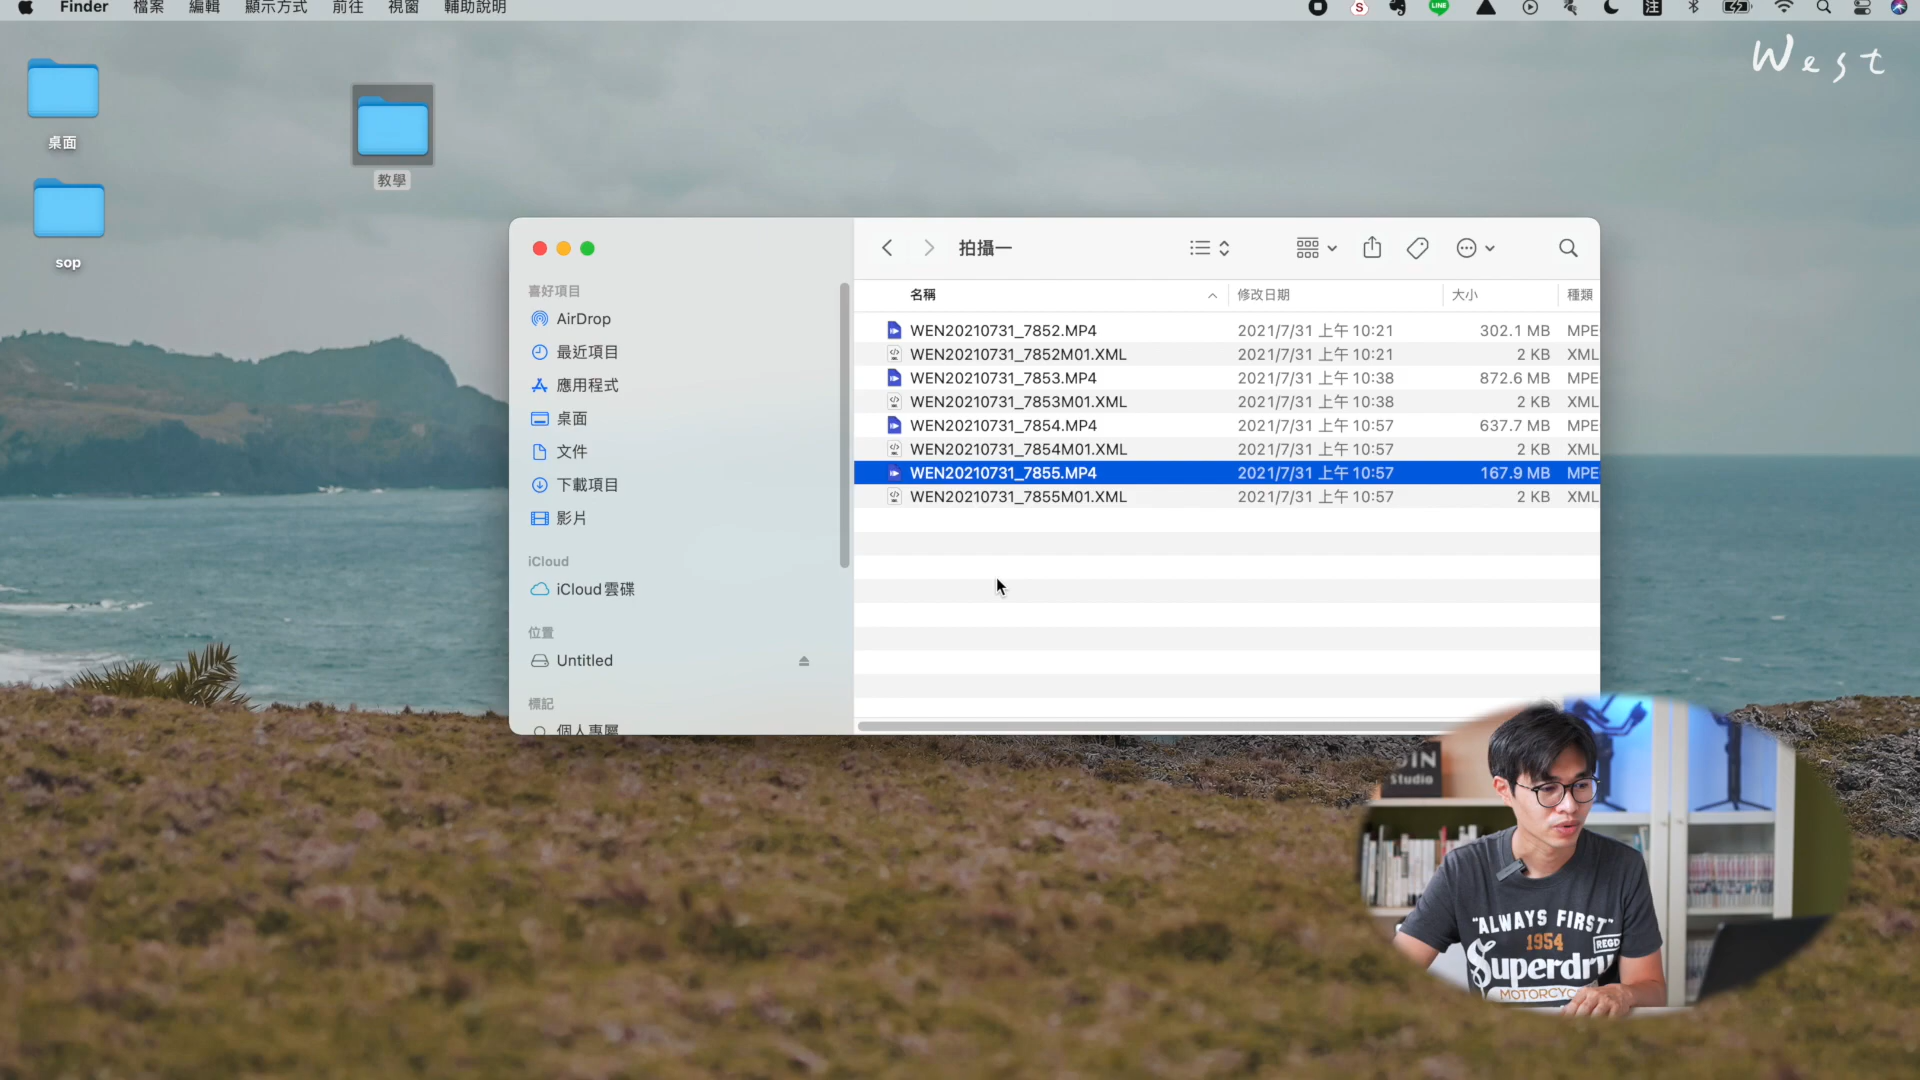 Finder 檔案 編輯 顯示方式 前往 視窗 輔助說明
S LINE 注
West
桌面
教學
sop
拍攝一
喜好項目
AirDrop
最近項目
應用程式
桌面
文件
下載項目
影片
iCloud
iCloud雲碟
位置
Untitled
標記
個人專屬
名稱 修改日期 大小 種類
WEN20210731_7852.MP4 2021/7/31 上午 10:21 302.1 MB MPE
WEN20210731_7852M01.XML 2021/7/31 上午 10:21 2 KB XML
WEN20210731_7853.MP4 2021/7/31 上午 10:38 872.6 MB MPE
WEN20210731_7853M01.XML 2021/7/31 上午 10:38 2 KB XML
WEN20210731_7854.MP4 2021/7/31 上午 10:57 637.7 MB MPE
WEN20210731_7854M01.XML 2021/7/31 上午 10:57 2 KB XML
WEN20210731_7855.MP4 2021/7/31 上午 10:57 167.9 MB MPE
WEN20210731_7855M01.XML 2021/7/31 上午 10:57 2 KB XML
Studio
"ALWAYS FIRST"
1954
REGD
Superdry
MOTORCYC